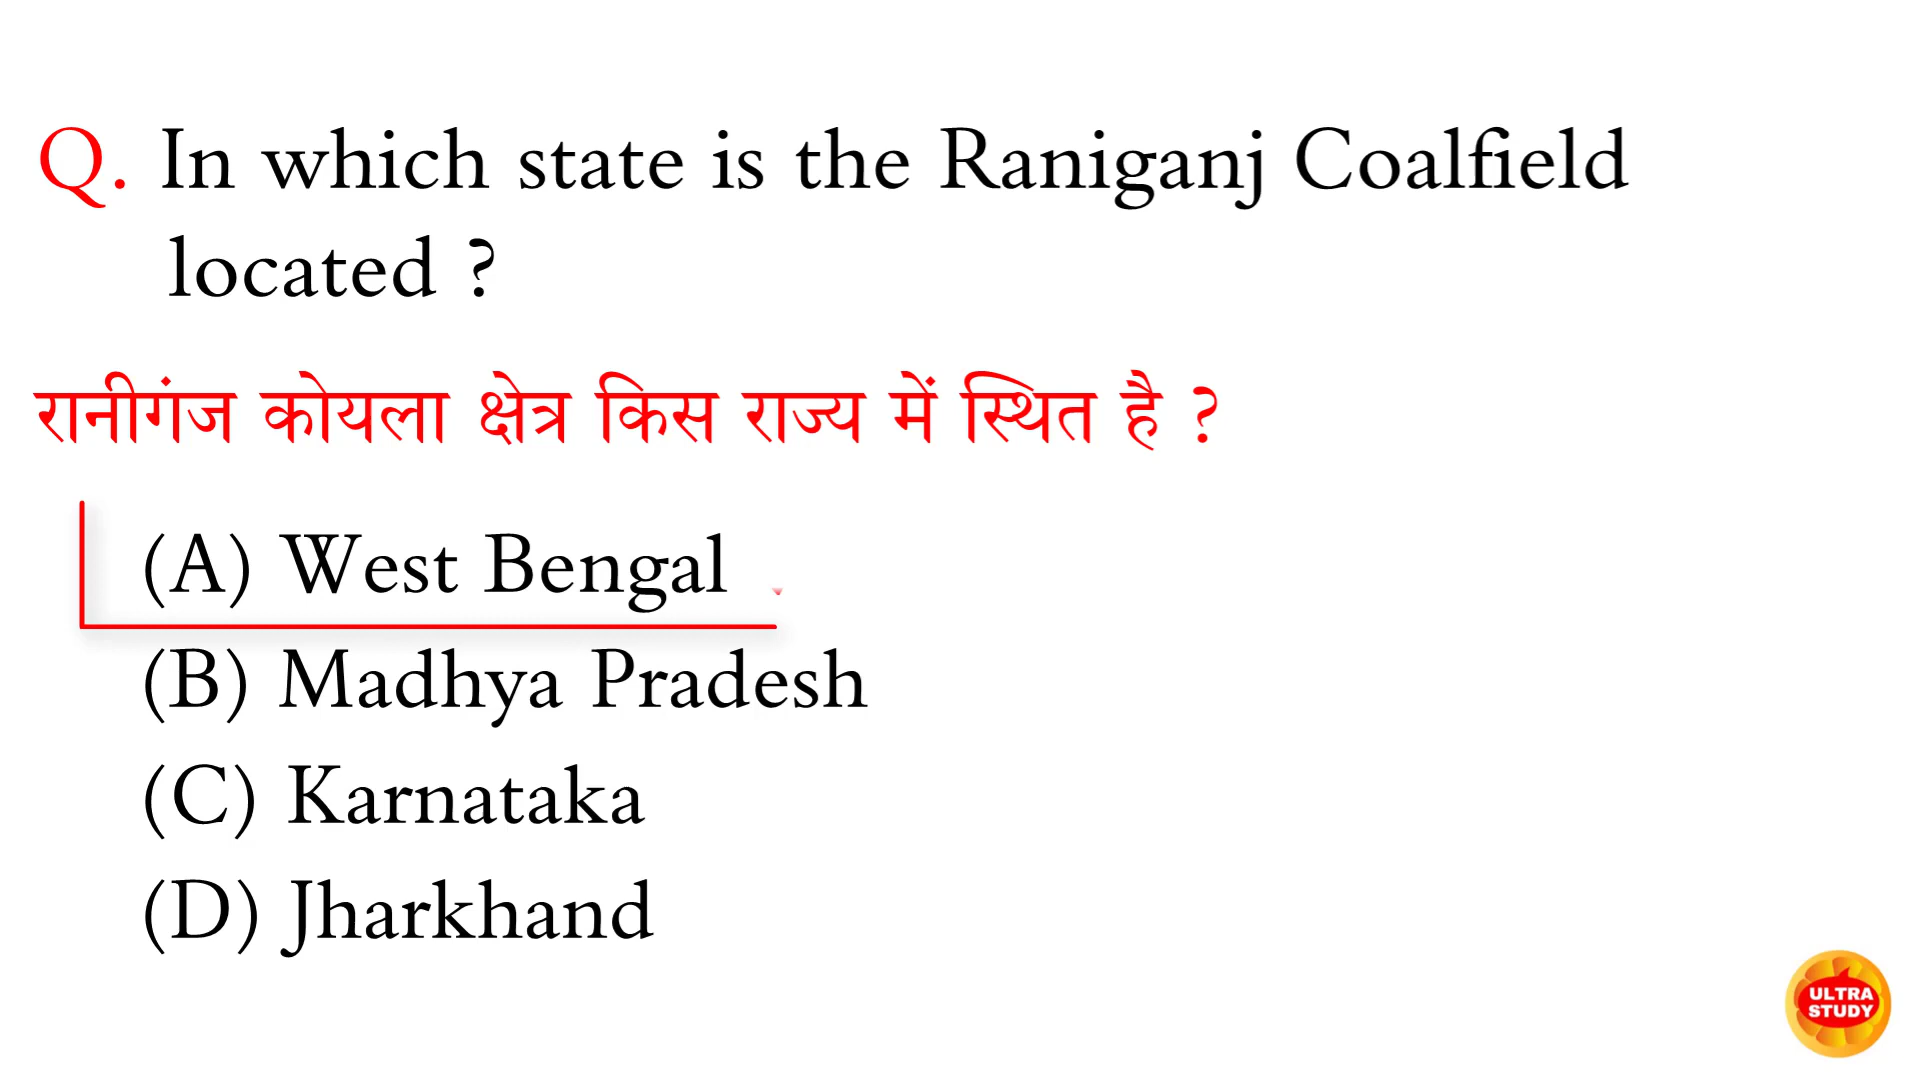 Q. In which state is the Raniganj Coalfield
located ?
रानीगंज कोयला क्षेत्र किस राज्य में स्थित है ?
(A) West Bengal
(B) Madhya Pradesh
(C) Karnataka
(D) Jharkhand
ULTRA
STUDY